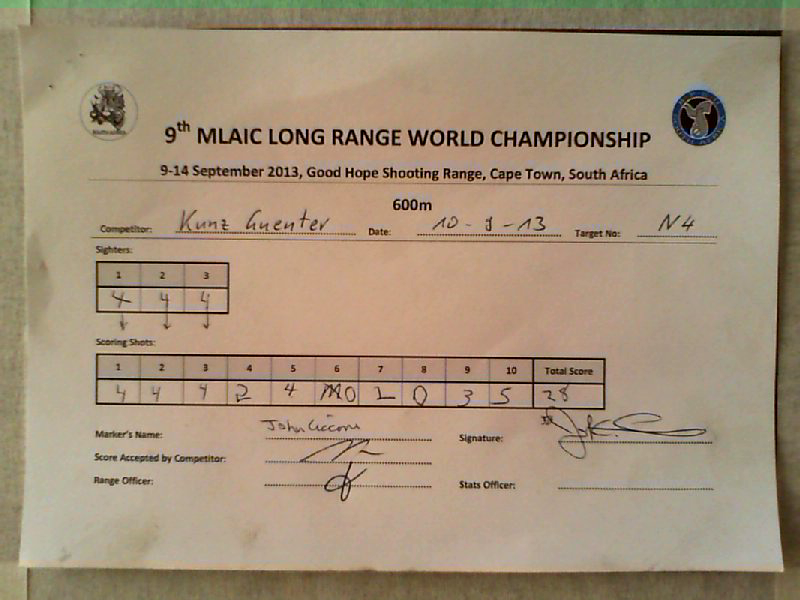 9th MLAIC LONG RANGE WORLD CHAMPIONSHIP
9-14 September 2013, Good Hope Shooting Range, Cape Town, South Africa
600m
Competitor: Kunz Guenter Date: 10-9-13 Target No: N4
Sighters:
1 2 3
4 4 4
Scoring Shots:
1 2 3 4 5 6 7 8 9 10 Total Score
4 4 4 2 4 0 2 0 3 5 28
Marker's Name: John Signature:
Score Accepted by Competitor:
Range Officer: Stats Officer: